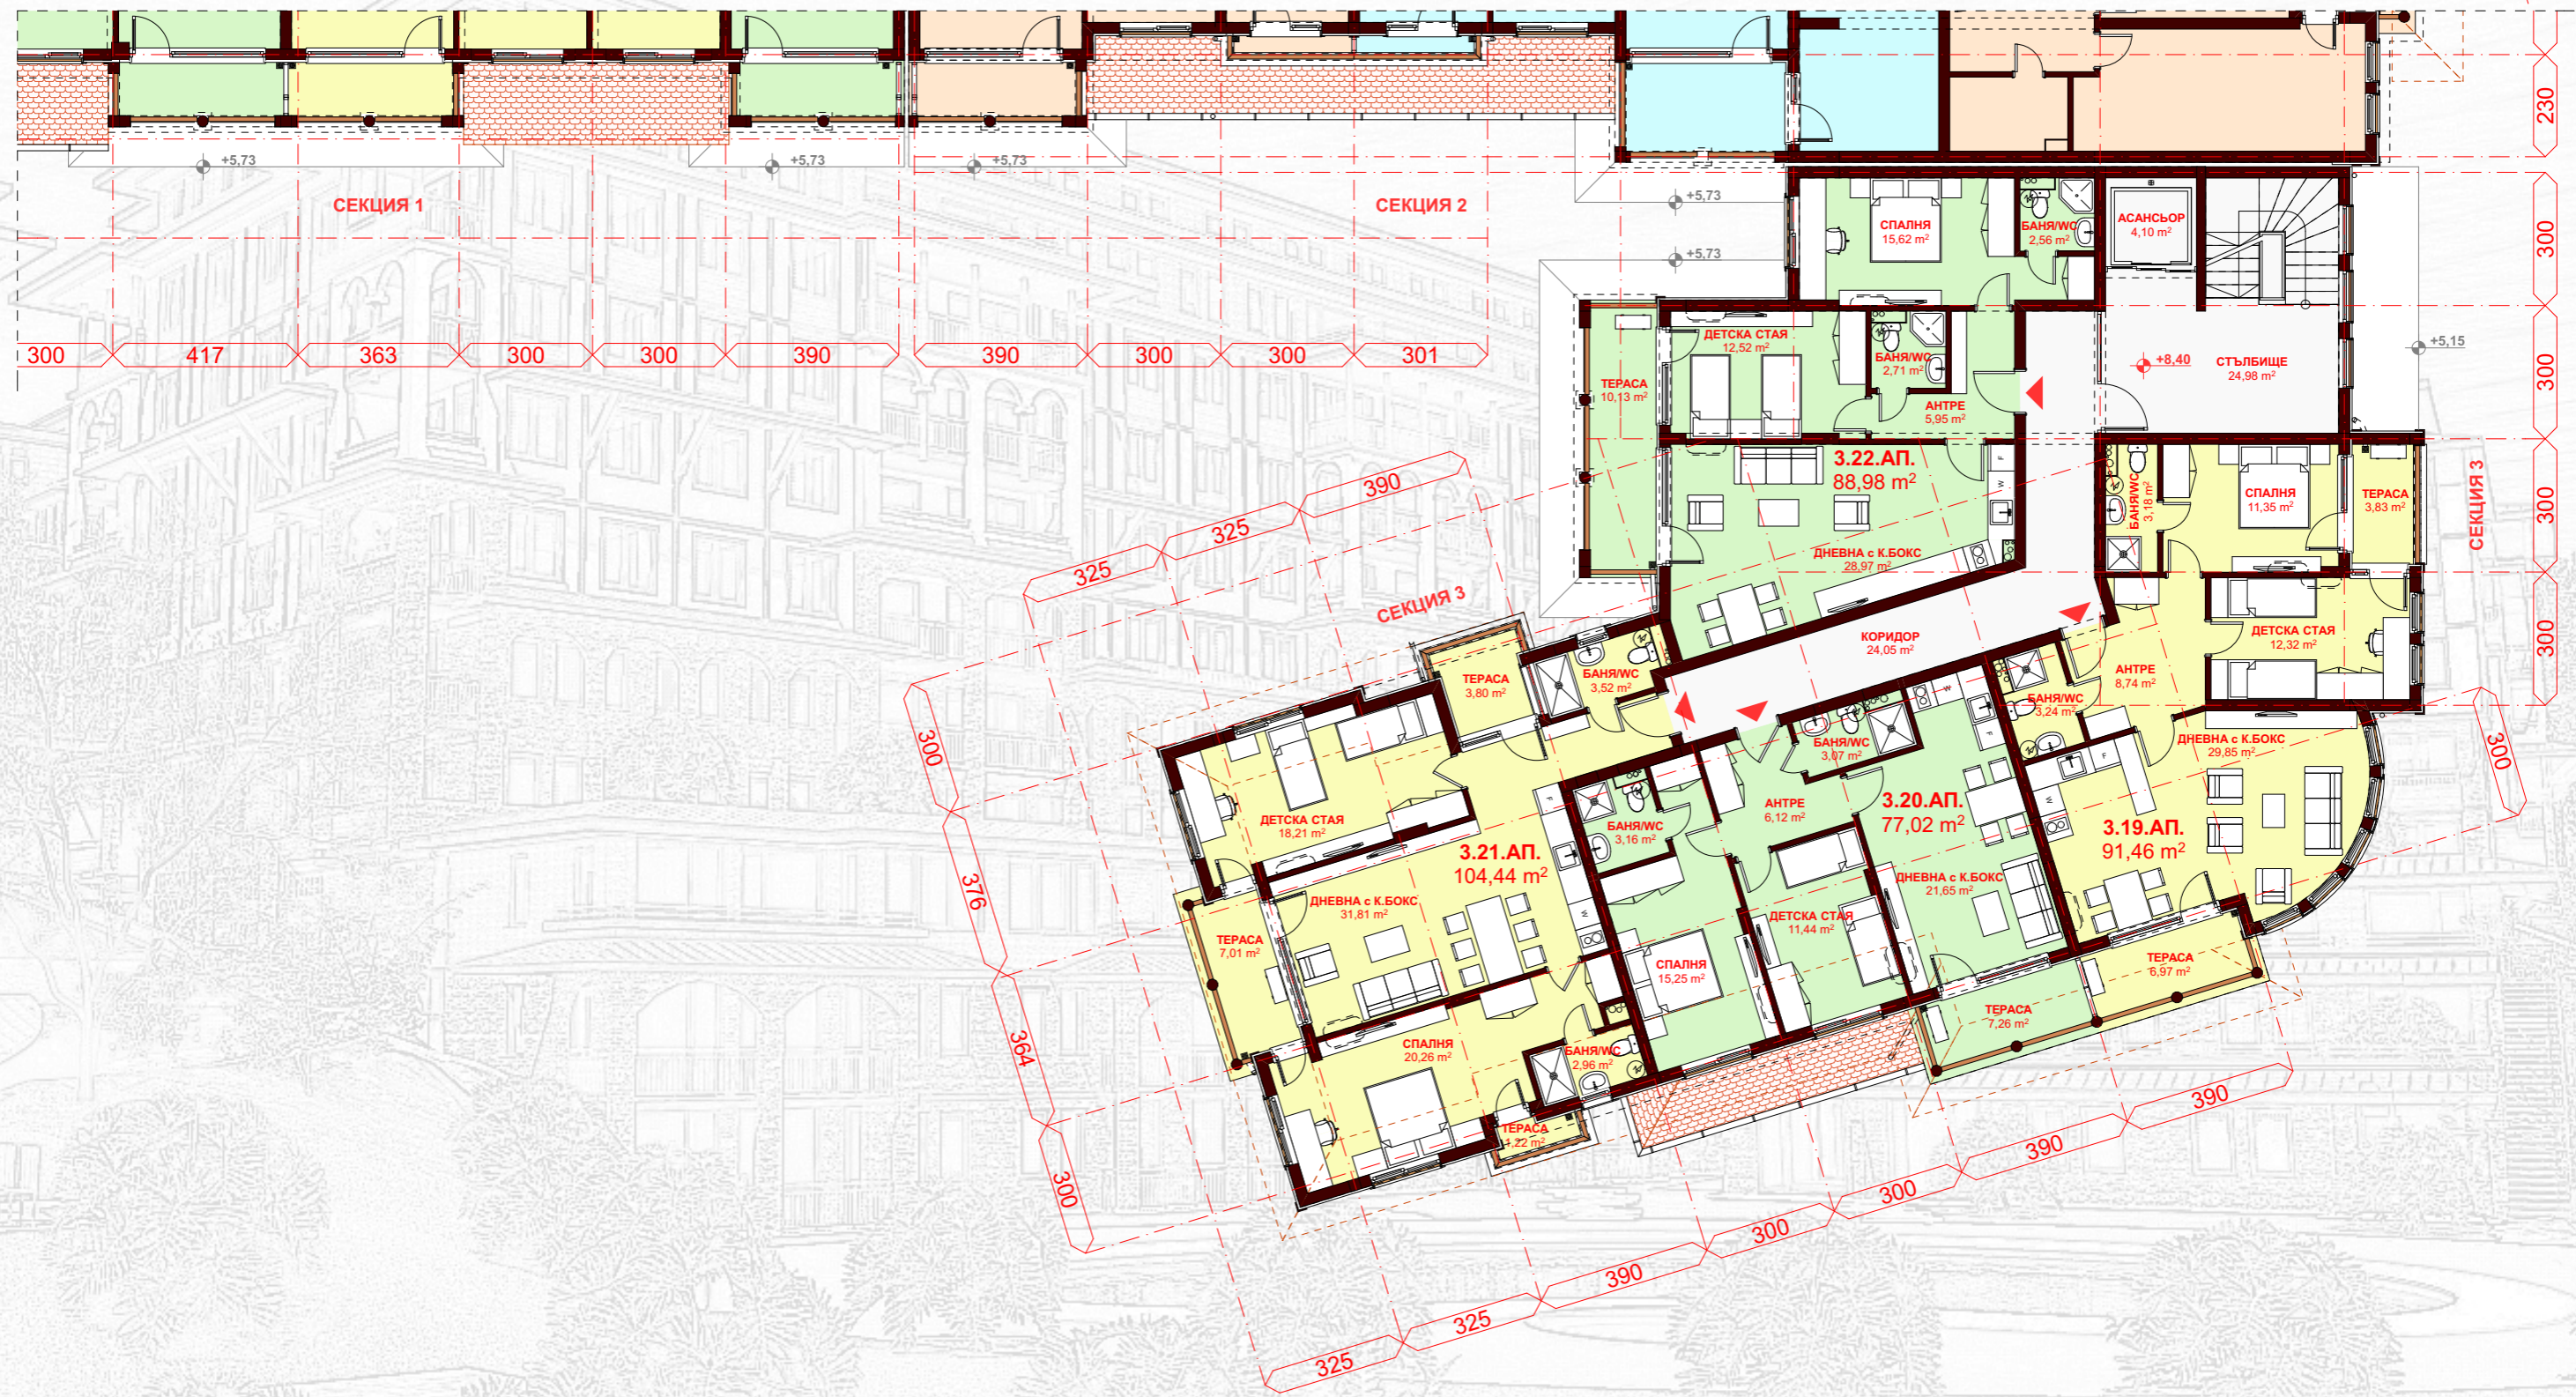 230
+5,73
+5,73
+5,73
+5,73
+5,73
СЕКЦИЯ 1
СЕКЦИЯ 2
300
417
363
300
300
390
390
300
300
301
СПАЛНЯ
15,62 m²
БАНЯ/WC
2,56 m²
АСАНСЬОР
4,10 m²
300
ДЕТСКА СТАЯ
12,52 m²
БАНЯ/WC
2,71 m²
ТЕРАСА
10,13 m²
АНТРЕ
5,95 m²
+8,40
СТЪЛБИЩЕ
24,98 m²
+5,15
300
3.22.АП.
88,98 m²
F
W
ДНЕВНА с К.БОКС
28,97 m²
БАНЯ/WC
3,18 m²
СПАЛНЯ
11,35 m²
ТЕРАСА
3,83 m²
СЕКЦИЯ 3
300
ДЕТСКА СТАЯ
12,32 m²
300
325
325
390
СЕКЦИЯ 3
КОРИДОР
24,05 m²
АНТРЕ
8,74 m²
БАНЯ/WC
3,24 m²
ТЕРАСА
3,80 m²
БАНЯ/WC
3,52 m²
ДНЕВНА с К.БОКС
29,85 m²
F
W
3.19.АП.
91,46 m²
ТЕРАСА
6,97 m²
300
БАНЯ/WC
3,07 m²
W
F
АНТРЕ
6,12 m²
3.20.АП.
77,02 m²
БАНЯ/WC
3,16 m²
ДНЕВНА с К.БОКС
21,65 m²
ДЕТСКА СТАЯ
11,44 m²
СПАЛНЯ
15,25 m²
ТЕРАСА
7,26 m²
ДЕТСКА СТАЯ
18,21 m²
F
W
3.21.АП.
104,44 m²
ДНЕВНА с К.БОКС
31,81 m²
ТЕРАСА
7,01 m²
СПАЛНЯ
20,26 m²
БАНЯ/WC
2,96 m²
ТЕРАСА
1,22 m²
300
376
364
300
325
325
390
300
300
390
390